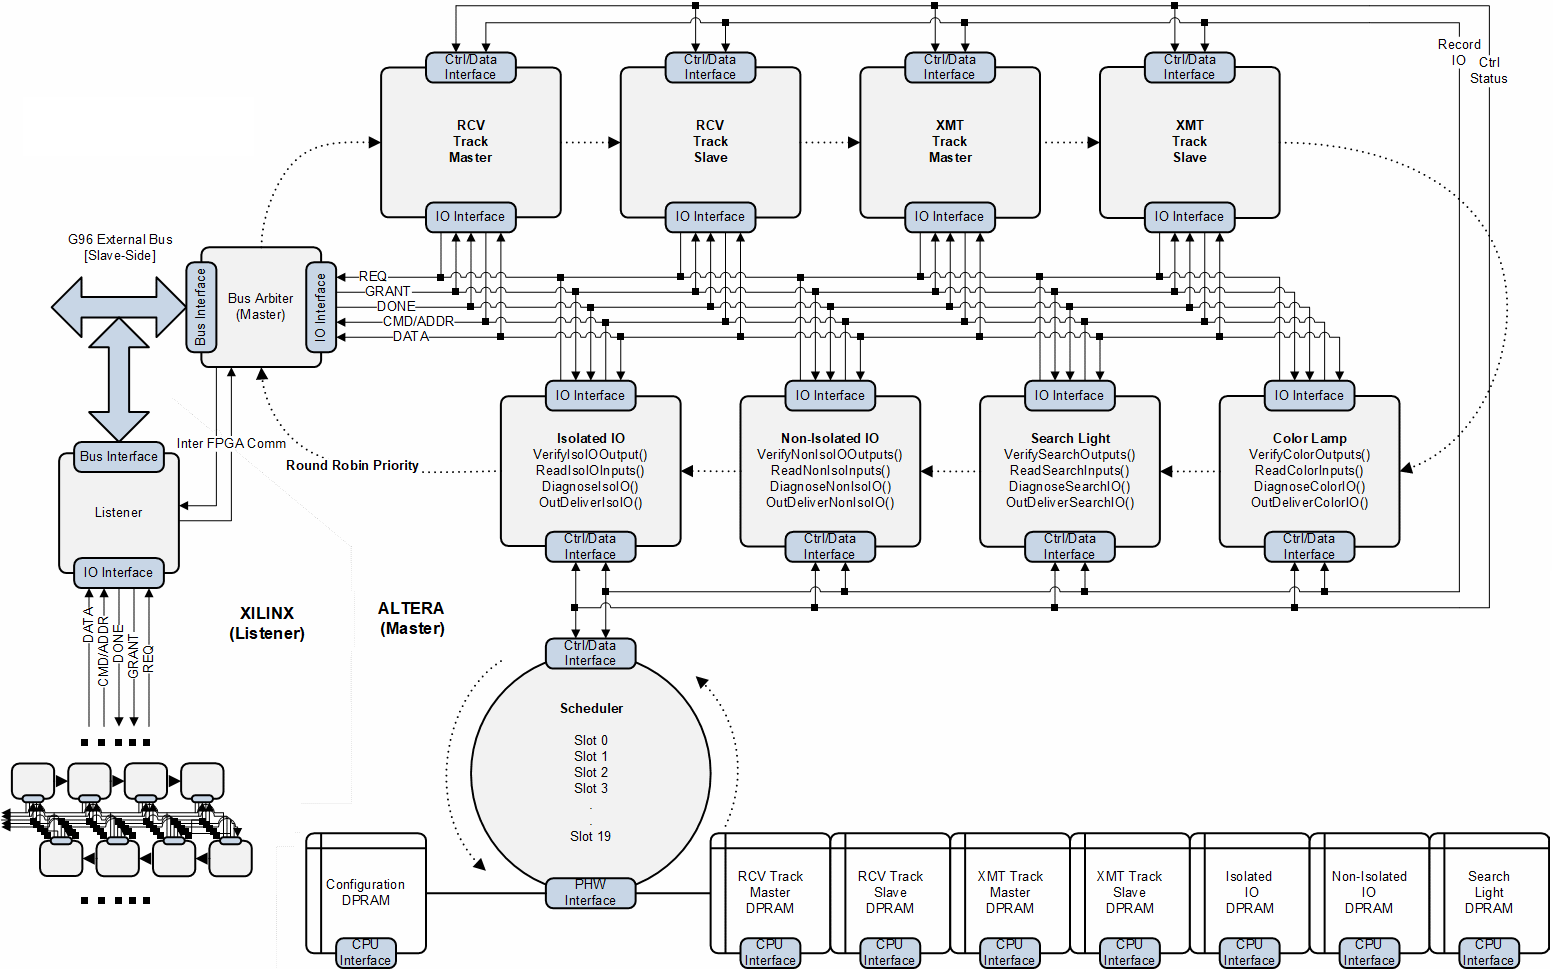 Record
IO
Ctrl
Status
Ctrl/Data
Interface
Ctrl/Data
Interface
Ctrl/Data
Interface
Ctrl/Data
Interface
RCV
Track
Master
RCV
Track
Slave
XMT
Track
Master
XMT
Track
Slave
IO Interface
IO Interface
IO Interface
IO Interface
G96 External Bus
[Slave-Side]
Bus Interface
Bus Arbiter
(Master)
IO Interface
REQ
GRANT
DONE
CMD/ADDR
DATA
IO Interface
IO Interface
IO Interface
IO Interface
Isolated IO
VerifyIsoIOOutput()
ReadIsoIOInputs()
DiagnoseIsoIO()
OutDeliverIsoIO()
Non-Isolated IO
VerifyNonIsoIOOutputs()
ReadNonIsoInputs()
DiagnoseNonIsoIO()
OutDeliverNonIsoIO()
Search Light
VerifySearchOutputs()
ReadSearchInputs()
DiagnoseSearchIO()
OutDeliverSearchIO()
Color Lamp
VerifyColorOutputs()
ReadColorInputs()
DiagnoseColorIO()
OutDeliverColorIO()
Ctrl/Data
Interface
Ctrl/Data
Interface
Ctrl/Data
Interface
Ctrl/Data
Interface
Inter FPGA Comm
Round Robin Priority
Bus Interface
Listener
IO Interface
DATA
CMD/ADDR
DONE
GRANT
REQ
XILINX
(Listener)
ALTERA
(Master)
Ctrl/Data
Interface
Scheduler
Slot 0
Slot 1
Slot 2
Slot 3
.
.
Slot 19
PHW
Interface
Configuration
DPRAM
CPU
Interface
RCV Track
Master
DPRAM
CPU
Interface
RCV Track
Slave
DPRAM
CPU
Interface
XMT Track
Master
DPRAM
CPU
Interface
XMT Track
Slave
DPRAM
CPU
Interface
Isolated
IO
DPRAM
CPU
Interface
Non-Isolated
IO
DPRAM
CPU
Interface
Search
Light
DPRAM
CPU
Interface